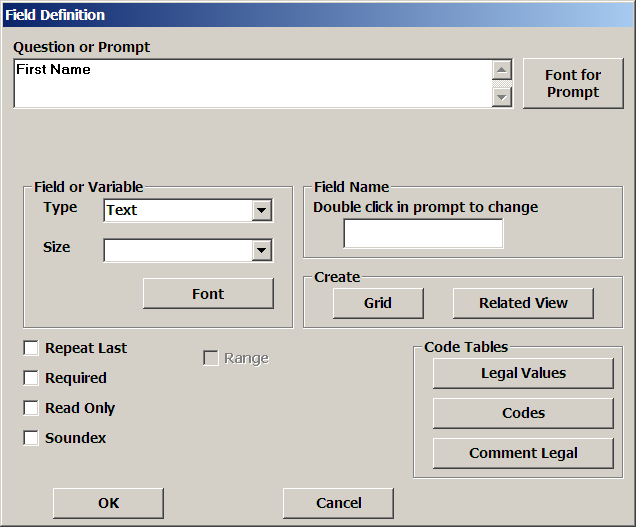 Field Definition
Question or Prompt
First Name
Font for
Prompt
Field or Variable
Type
Text
Size
Font
Field Name
Double click in prompt to change
Create
Grid
Related View
Repeat Last
Range
Required
Read Only
Soundex
Code Tables
Legal Values
Codes
Comment Legal
OK
Cancel